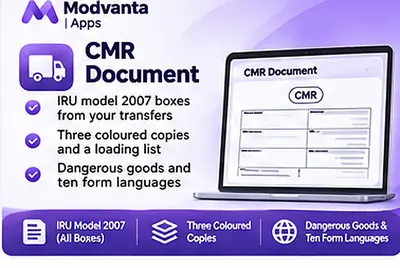 Modvanta
| Apps
CMR
Document
IRU model 2007 boxes
from your transfers
Three coloured copies
and a loading list
Dangerous goods and
ten form languages
CMR Document
CMR
IRU Model 2007
(All Boxes)
Three Coloured
Copies
Dangerous Goods &
Ten Form Languages